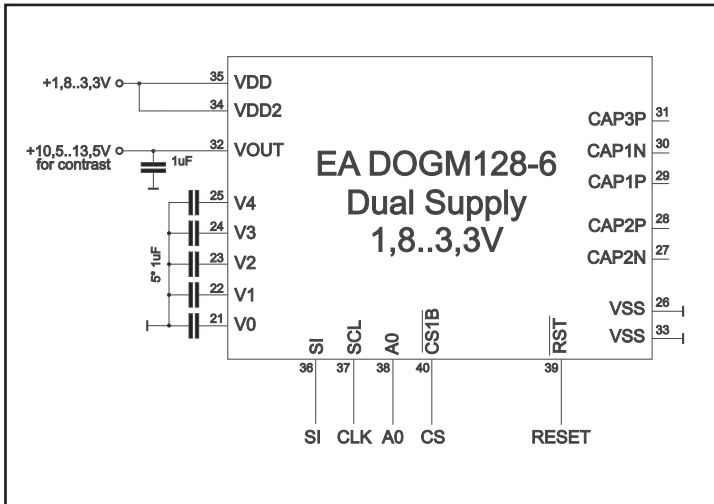 +1,8..3,3V
35 VDD
34 VDD2
+10,5..13,5V
for contrast
1uF
32 VOUT
25 V4
24 V3
23 V2
22 V1
21 V0
5* 1uF
EA DOGM128-6
Dual Supply
1,8..3,3V
CAP3P 31
CAP1N 30
CAP1P 29
CAP2P 28
CAP2N 27
VSS 26
VSS 33
SI SCL A0 CS1B RST
36 37 38 40 39
SI CLK A0 CS RESET